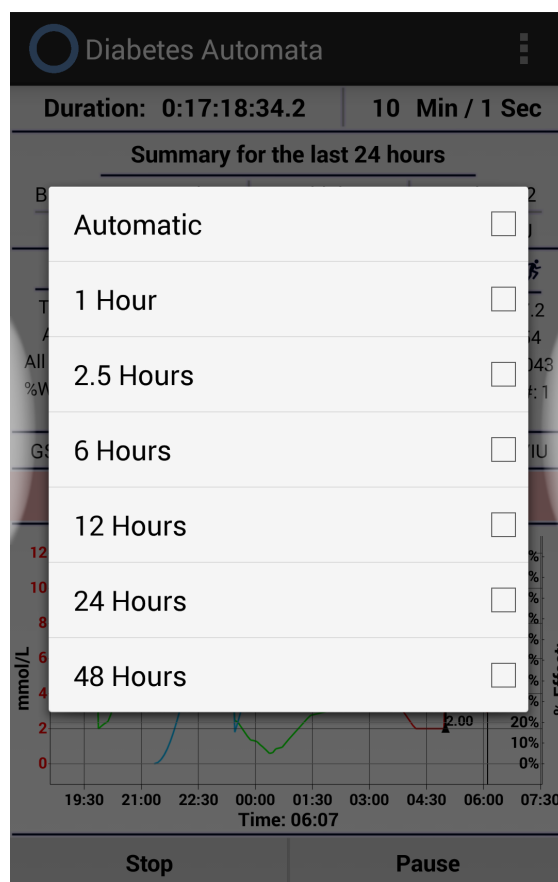 Diabetes Automata
Duration: 0:17:18:34.2 10 Min / 1 Sec
Summary for the last 24 hours
Automatic
1 Hour
2.5 Hours
6 Hours
12 Hours
24 Hours
48 Hours
All
12
10
8
6
4
2
0
mmol/L
2.00
20%
10%
0%
19:30 21:00 22:30 00:00 01:30 03:00 04:30 06:00 07:30
Time: 06:07
Stop Pause